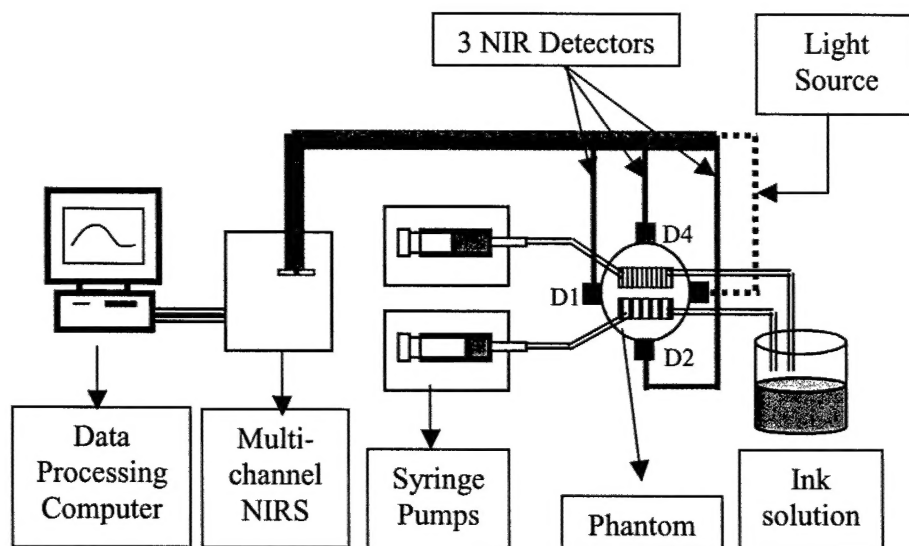 3 NIR Detectors
Light
Source
D4
D1
D2
Data
Processing
Computer
Multi-
channel
NIRS
Syringe
Pumps
Phantom
Ink
solution